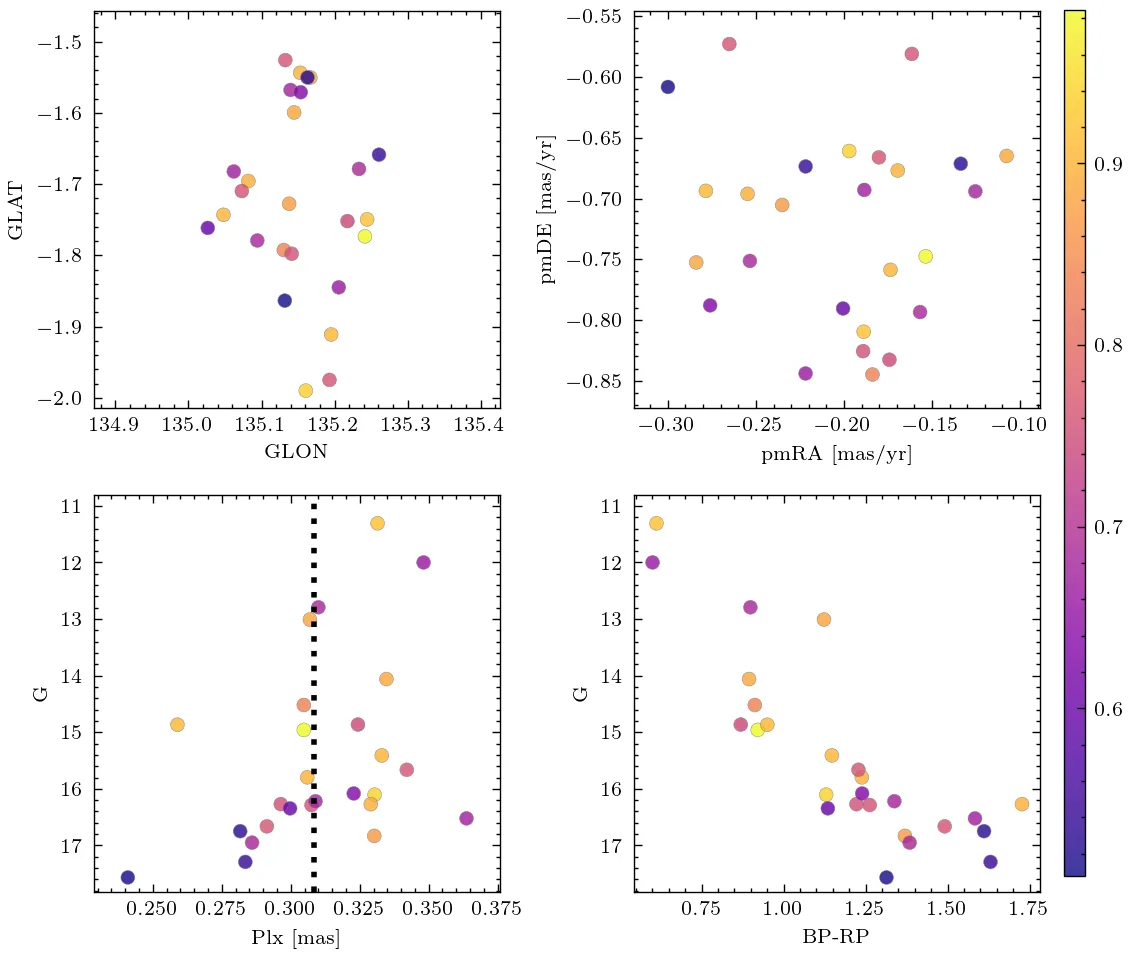 −1.5
−1.6
−1.7
−1.8
−1.9
−2.0
GLAT
134.9 135.0 135.1 135.2 135.3 135.4
GLON
−0.55
−0.60
−0.65
−0.70
−0.75
−0.80
−0.85
pmDE [mas/yr]
−0.30 −0.25 −0.20 −0.15 −0.10
pmRA [mas/yr]
0.9
0.8
0.7
0.6
11
12
13
14
15
16
17
G
0.250 0.275 0.300 0.325 0.350 0.375
Plx [mas]
11
12
13
14
15
16
17
G
0.75 1.00 1.25 1.50 1.75
BP-RP